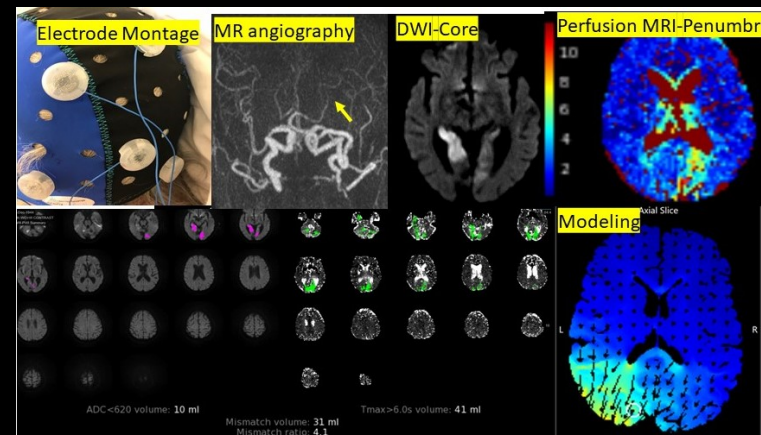 Electrode Montage
MR angiography
DWI-Core
Perfusion MRI-Penumbr
10
8
6
4
2
Modeling
Axial Slice
L
R
ADC<620 volume: 10 ml
Tmax>6.0s volume: 41 ml
Mismatch volume: 31 ml
Mismatch ratio: 4.1